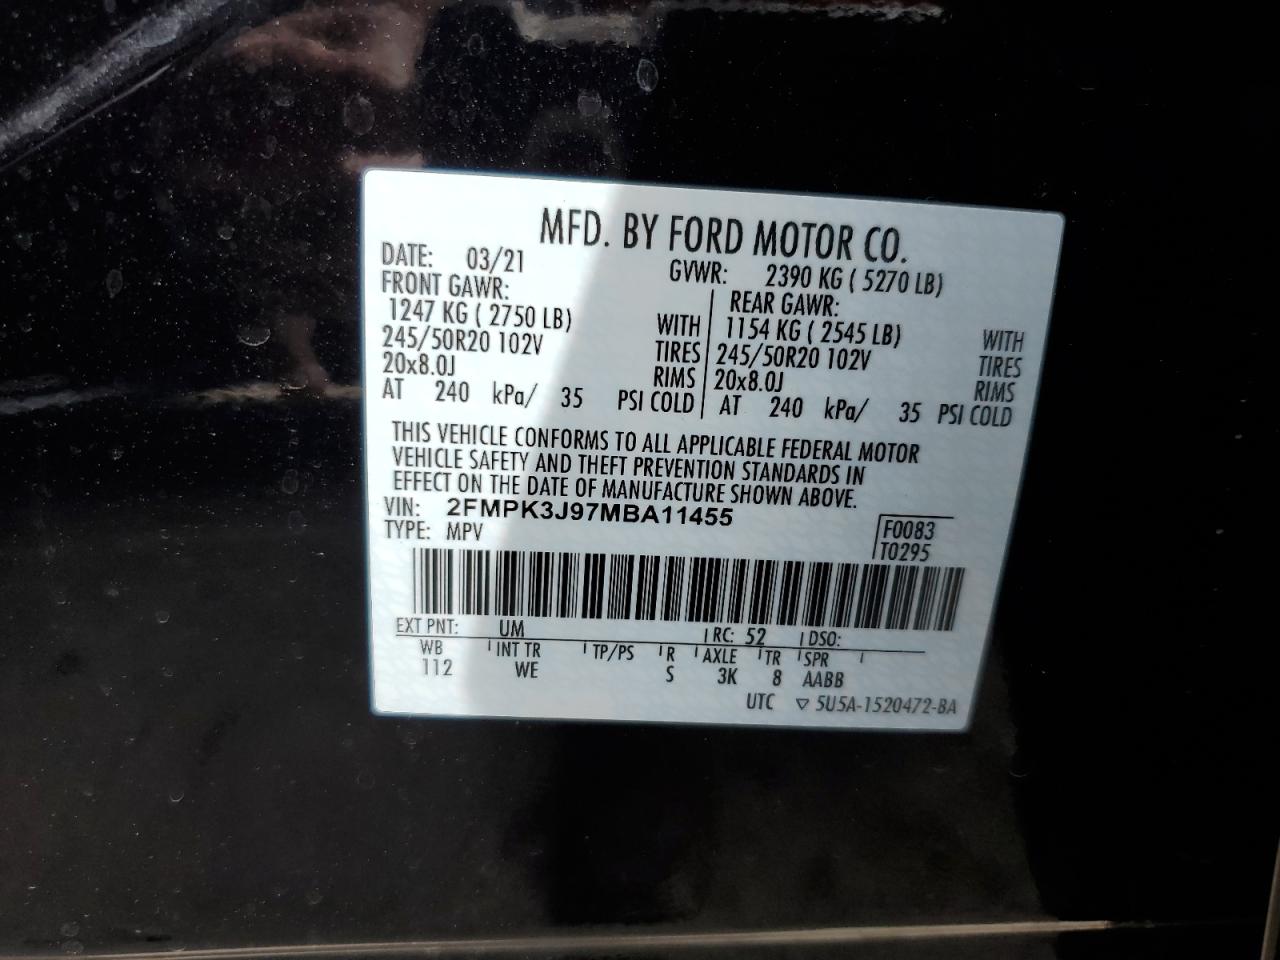 MFD. BY FORD MOTOR CO.
DATE: 03/21 GVWR: 2390 KG ( 5270 LB)
FRONT GAWR: REAR GAWR:
1247 KG ( 2750 LB) WITH 1154 KG ( 2545 LB) WITH
245/50R20 102V TIRES 245/50R20 102V TIRES
20x8.0J RIMS 20x8.0J RIMS
AT 240 kPa/ 35 PSI COLD AT 240 kPa/ 35 PSI COLD
THIS VEHICLE CONFORMS TO ALL APPLICABLE FEDERAL MOTOR
VEHICLE SAFETY AND THEFT PREVENTION STANDARDS IN
EFFECT ON THE DATE OF MANUFACTURE SHOWN ABOVE.
VIN: 2FMPK3J97MBA11455
TYPE: MPV F0083
T0295
EXT PNT: UM RC: 52 DSO:
WB INT TR TP/PS R AXLE TR SPR
112 WE S 3K 8 AABB
UTC ▽ 5U5A-1520472-BA